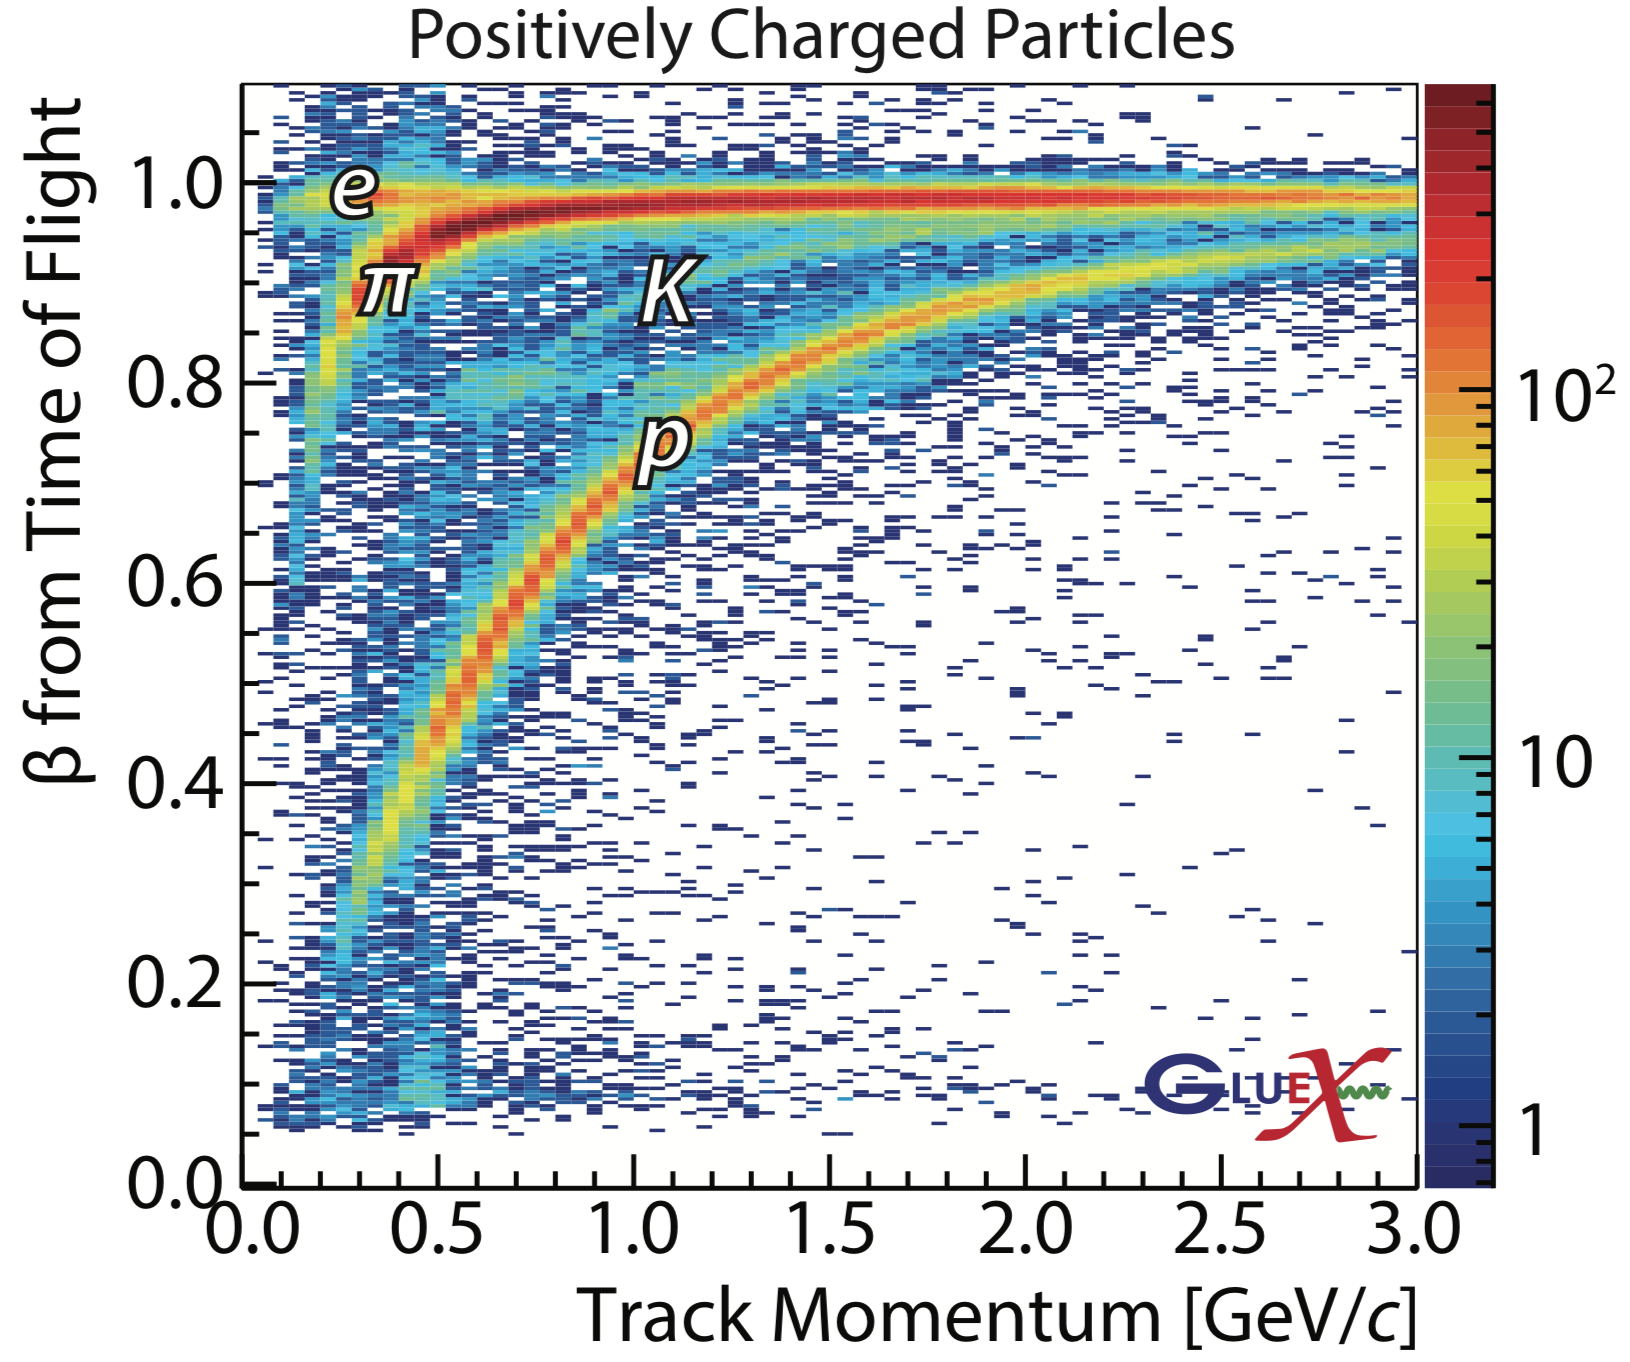 Positively Charged Particles
β from Time of Flight
1.0
0.8
0.6
0.4
0.2
0.0
e
π
K
p
GLUEX
0.0 0.5 1.0 1.5 2.0 2.5 3.0
Track Momentum [GeV/c]
10²
10
1